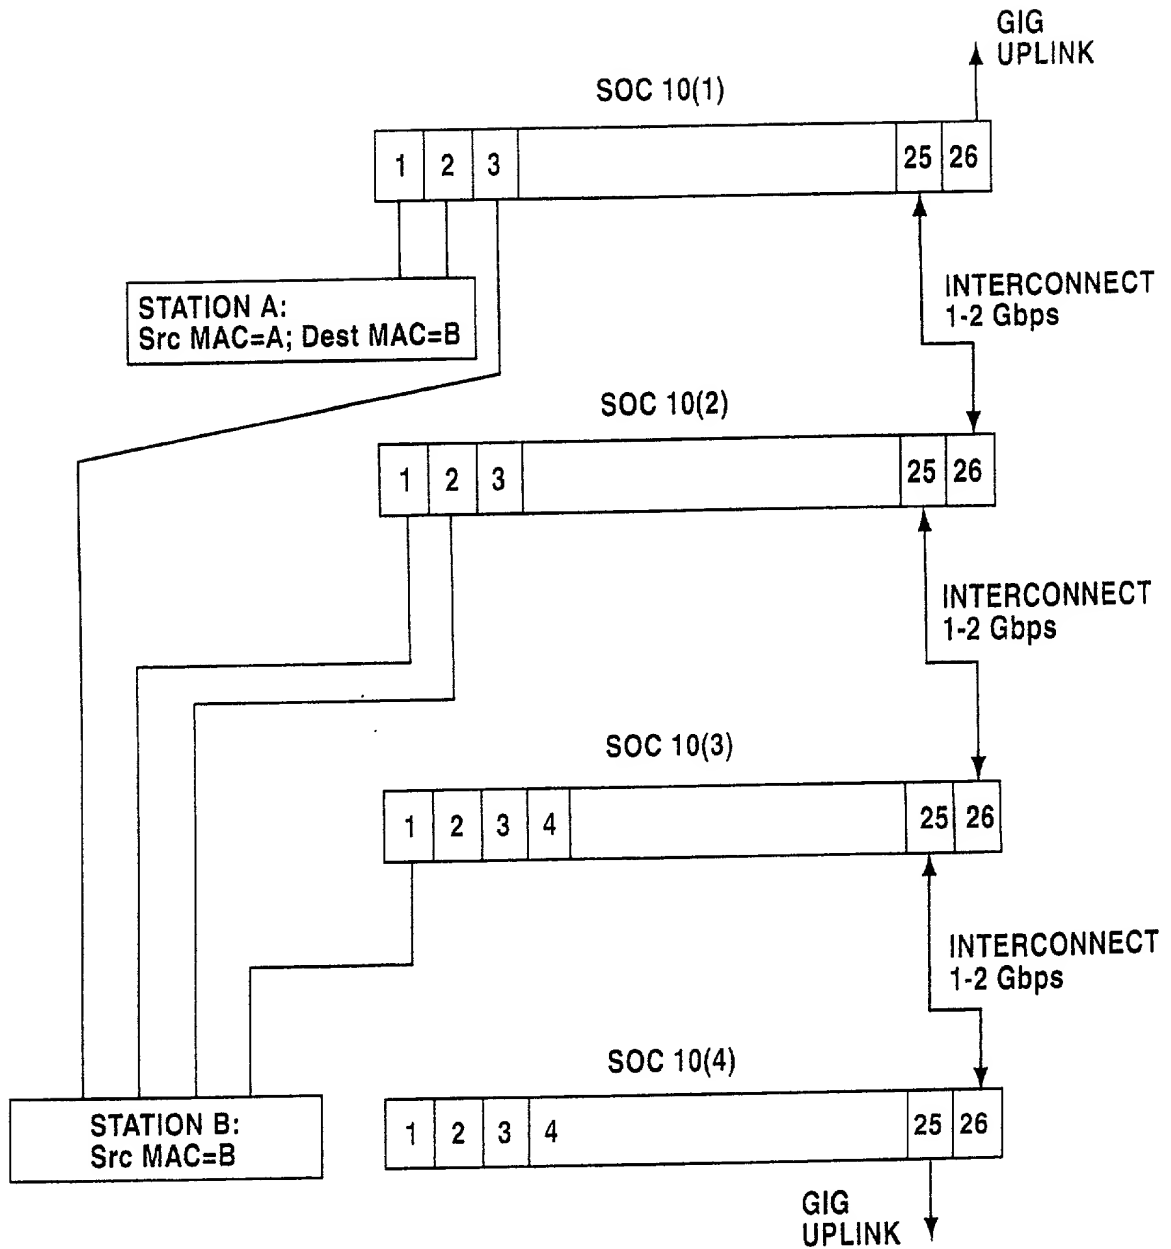 GIG
UPLINK
SOC 10(1)
1 2 3 25 26
STATION A:
Src MAC=A; Dest MAC=B
INTERCONNECT
1-2 Gbps
SOC 10(2)
1 2 3 25 26
INTERCONNECT
1-2 Gbps
SOC 10(3)
1 2 3 4 25 26
INTERCONNECT
1-2 Gbps
SOC 10(4)
1 2 3 4 25 26
STATION B:
Src MAC=B
GIG
UPLINK